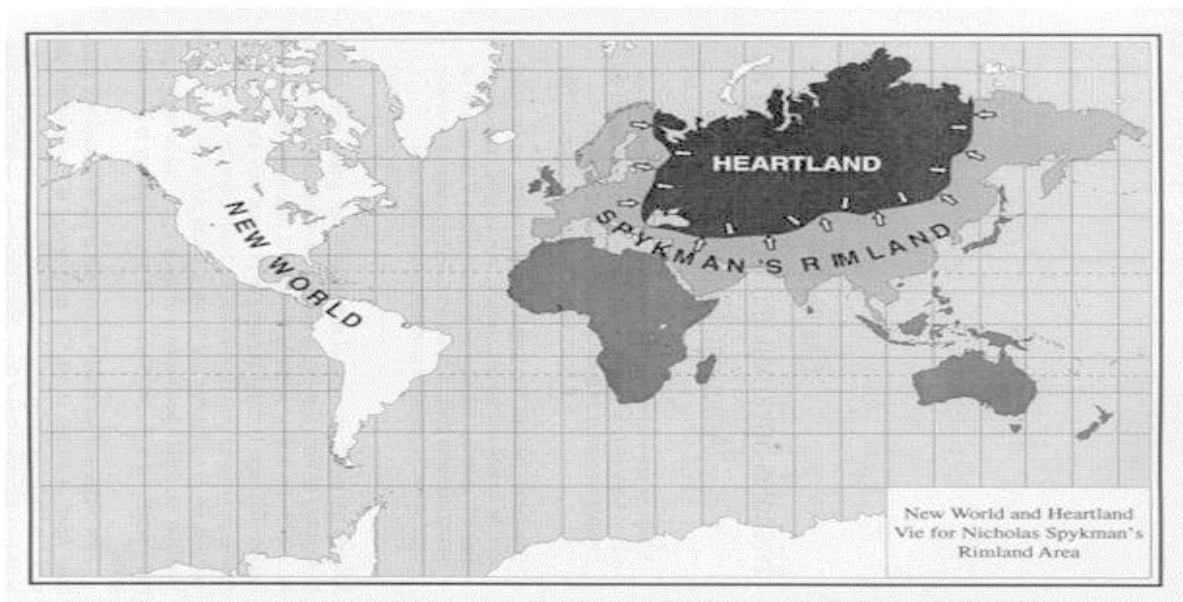 HEARTLAND
NEW WORLD
SPYKMAN'S RIMLAND
New World and Heartland
Vie for Nicholas Spykman's
Rimland Area